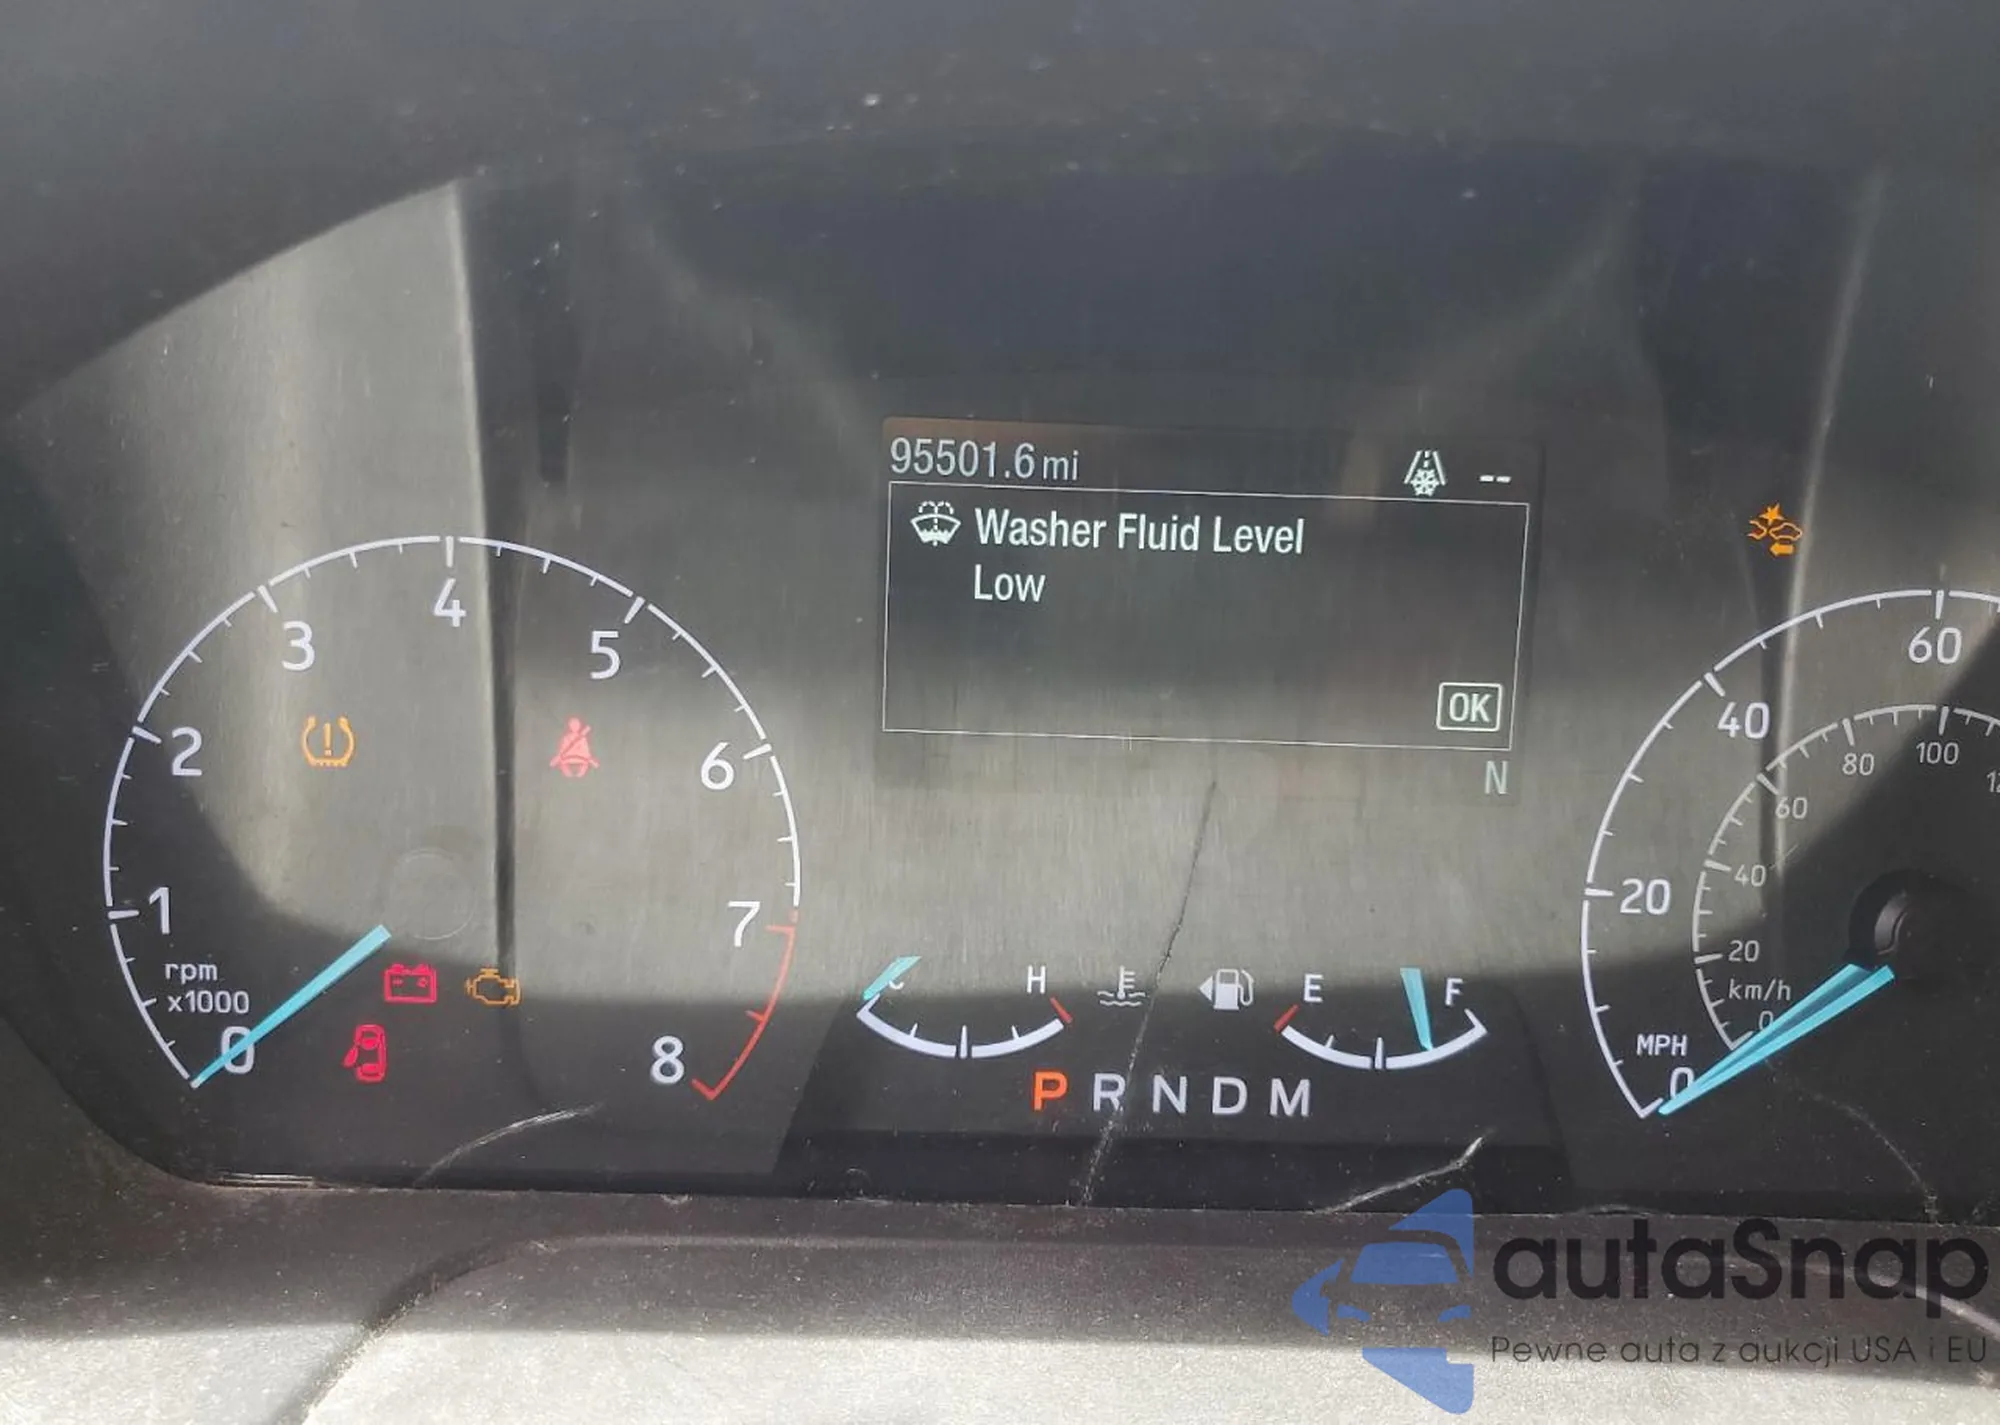 95501.6 mi --
Washer Fluid Level
Low
OK
N
0 1 2 3 4 5 6 7 8
rpm
x1000
C H
E F
P R N D M
0 20 40 60
MPH
0 20 40 60 80 100
km/h
autaSnap
Pewne auta z aukcji USA i EU